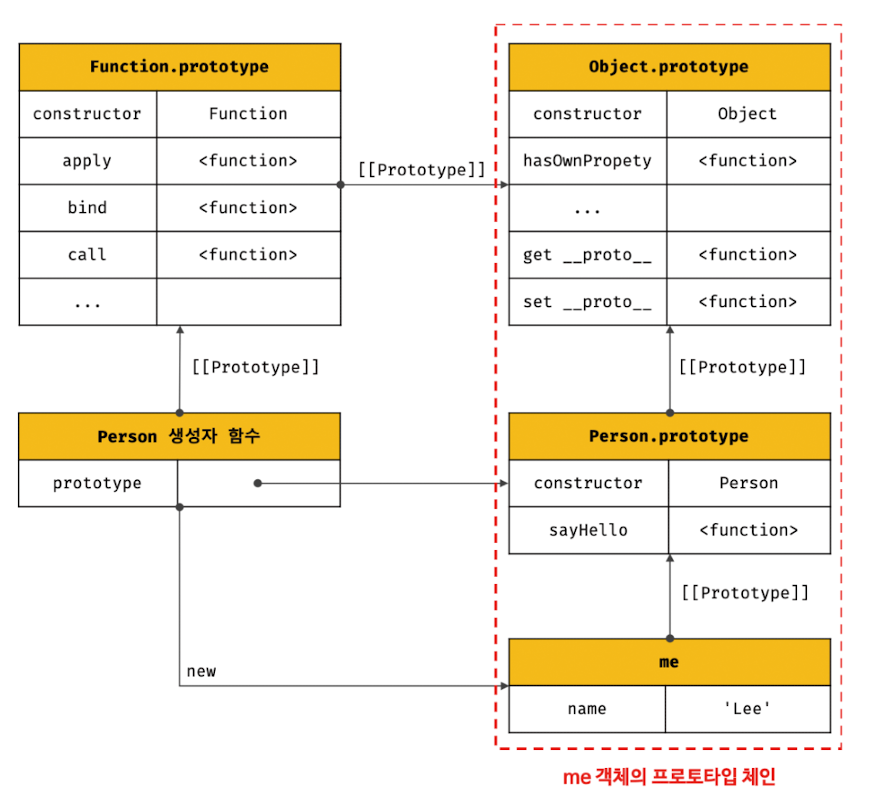 Function.prototype
constructor Function
apply <function>
bind <function>
call <function>
...
[[Prototype]]
Object.prototype
constructor Object
hasOwnPropety <function>
...
get __proto__ <function>
set __proto__ <function>
[[Prototype]]
[[Prototype]]
Person 생성자 함수
prototype
Person.prototype
constructor Person
sayHello <function>
[[Prototype]]
new
me
name 'Lee'
me 객체의 프로토타입 체인